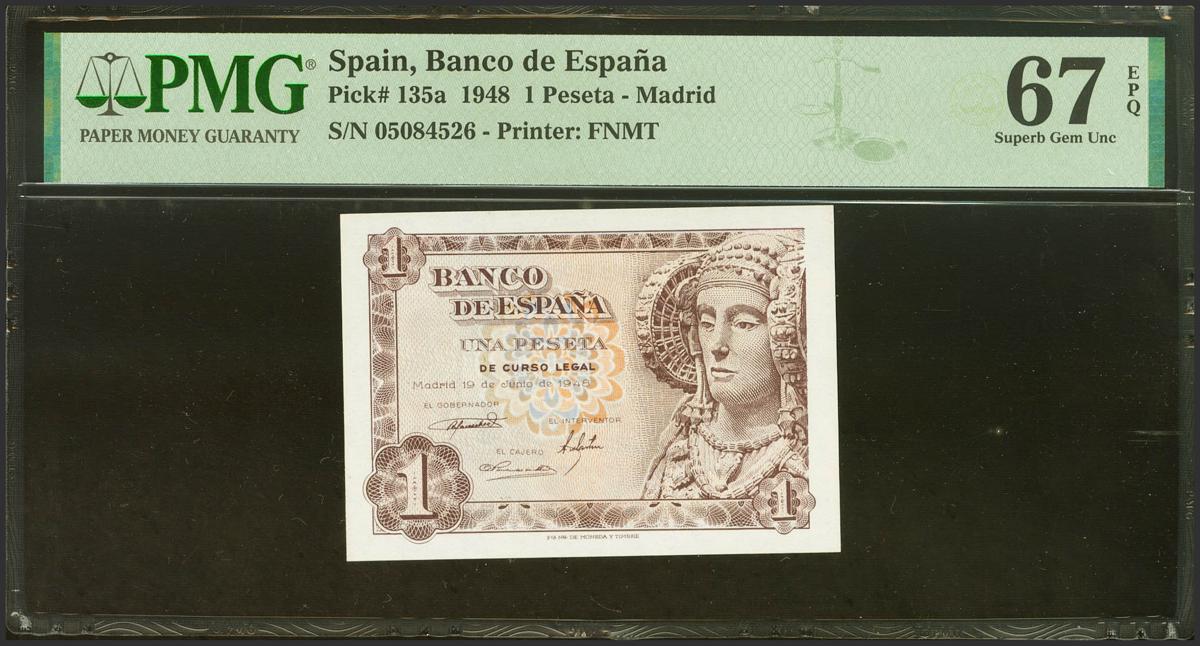 PMG®
PAPER MONEY GUARANTY
Spain, Banco de España
Pick# 135a 1948 1 Peseta - Madrid
S/N 05084526 - Printer: FNMT
67
EPQ
Superb Gem Unc
1
BANCO
DE ESPAÑA
UNA PESETA
DE CURSO LEGAL
Madrid 19 de Junio de 1948
EL GOBERNADOR
EL INTERVENTOR
EL CAJERO
1
1
DE MONEDA Y TIMBRE